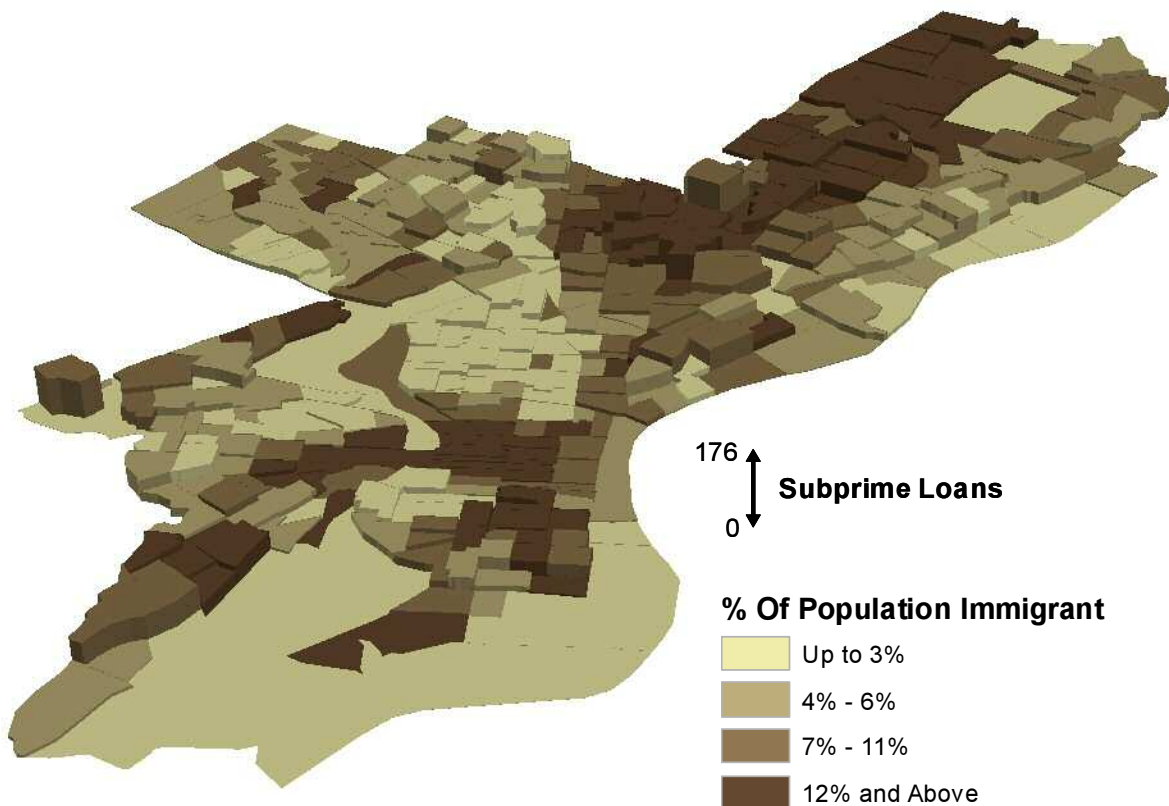 176
Subprime Loans
0
% Of Population Immigrant
Up to 3%
4% - 6%
7% - 11%
12% and Above